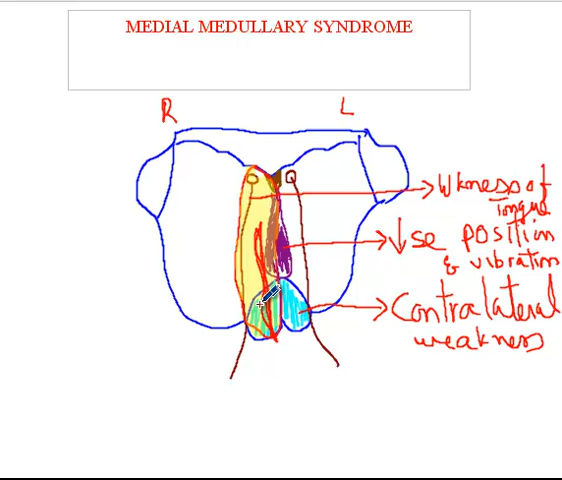 MEDIAL MEDULLARY SYNDROME
R L
Wkness of
tongue
↓ se position
& vibration
Contralateral
weakness